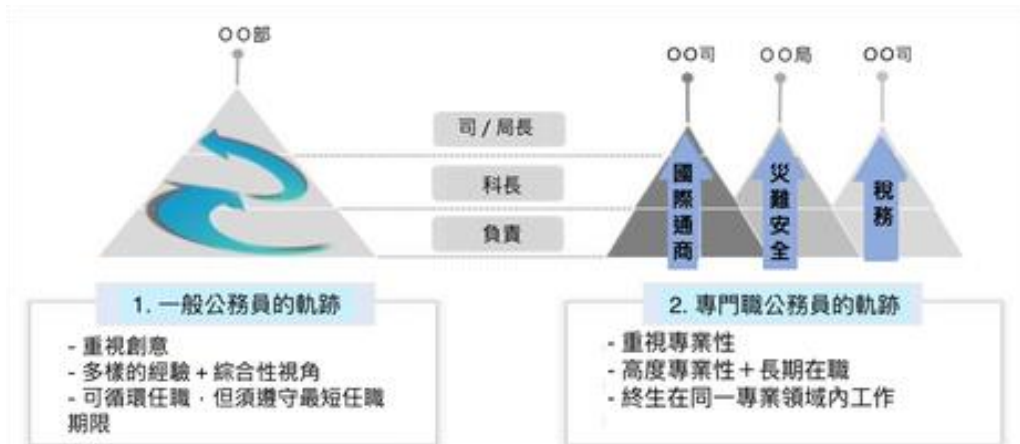 ○○部
○○司
○○局
○○司
司 / 局長
科長
負責
國際通商
災難安全
稅務
1. 一般公務員的軌跡
- 重視創意
- 多樣的經驗 + 綜合性視角
- 可循環任職，但須遵守最短任職
期限
2. 專門職公務員的軌跡
- 重視專業性
- 高度專業性＋長期在職
- 終生在同一專業領域內工作